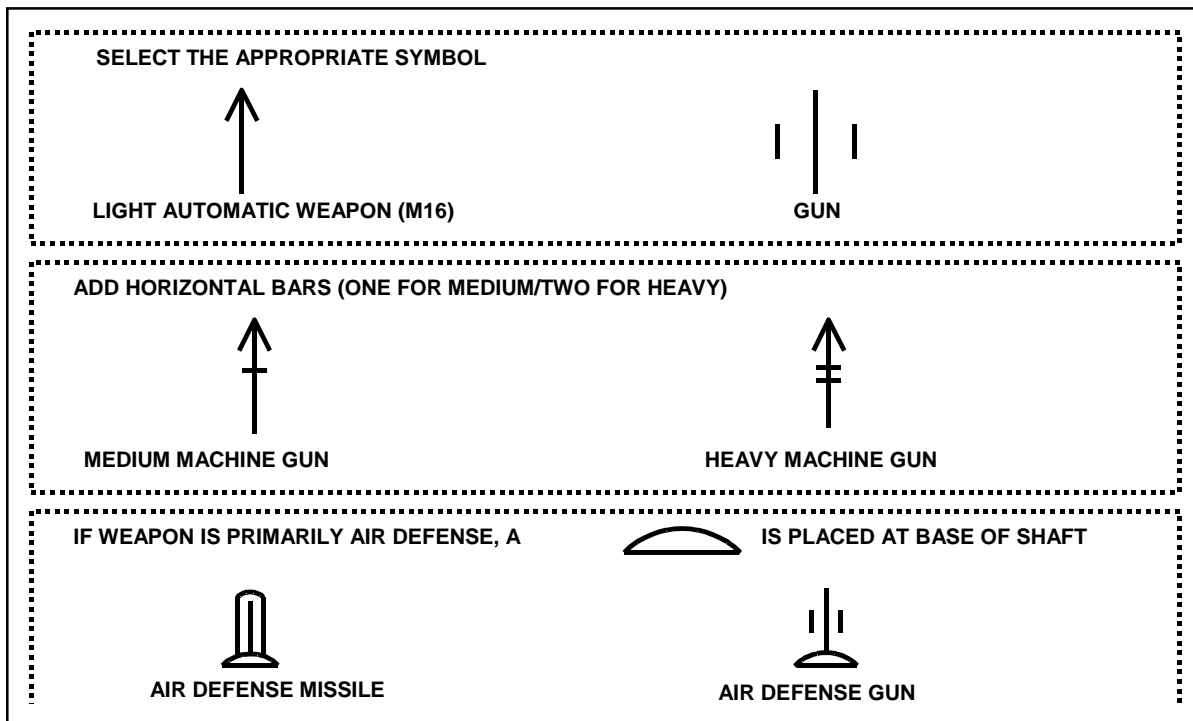 SELECT THE APPROPRIATE SYMBOL
LIGHT AUTOMATIC WEAPON (M16)
GUN
ADD HORIZONTAL BARS (ONE FOR MEDIUM/TWO FOR HEAVY)
MEDIUM MACHINE GUN
HEAVY MACHINE GUN
IF WEAPON IS PRIMARILY AIR DEFENSE, A IS PLACED AT BASE OF SHAFT
AIR DEFENSE MISSILE
AIR DEFENSE GUN